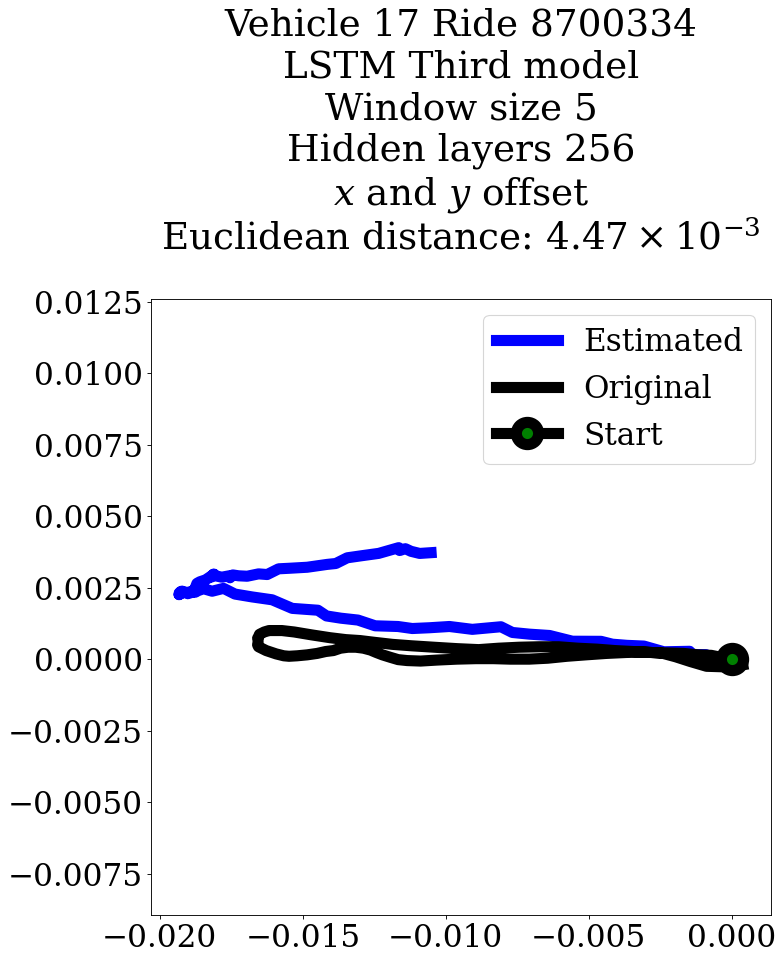 Vehicle 17 Ride 8700334
LSTM Third model
Window size 5
Hidden layers 256
x and y offset
Euclidean distance: 4.47 × 10⁻³
0.0125
0.0100
0.0075
0.0050
0.0025
0.0000
−0.0025
−0.0050
−0.0075
Estimated
Original
Start
−0.020 −0.015 −0.010 −0.005 0.000